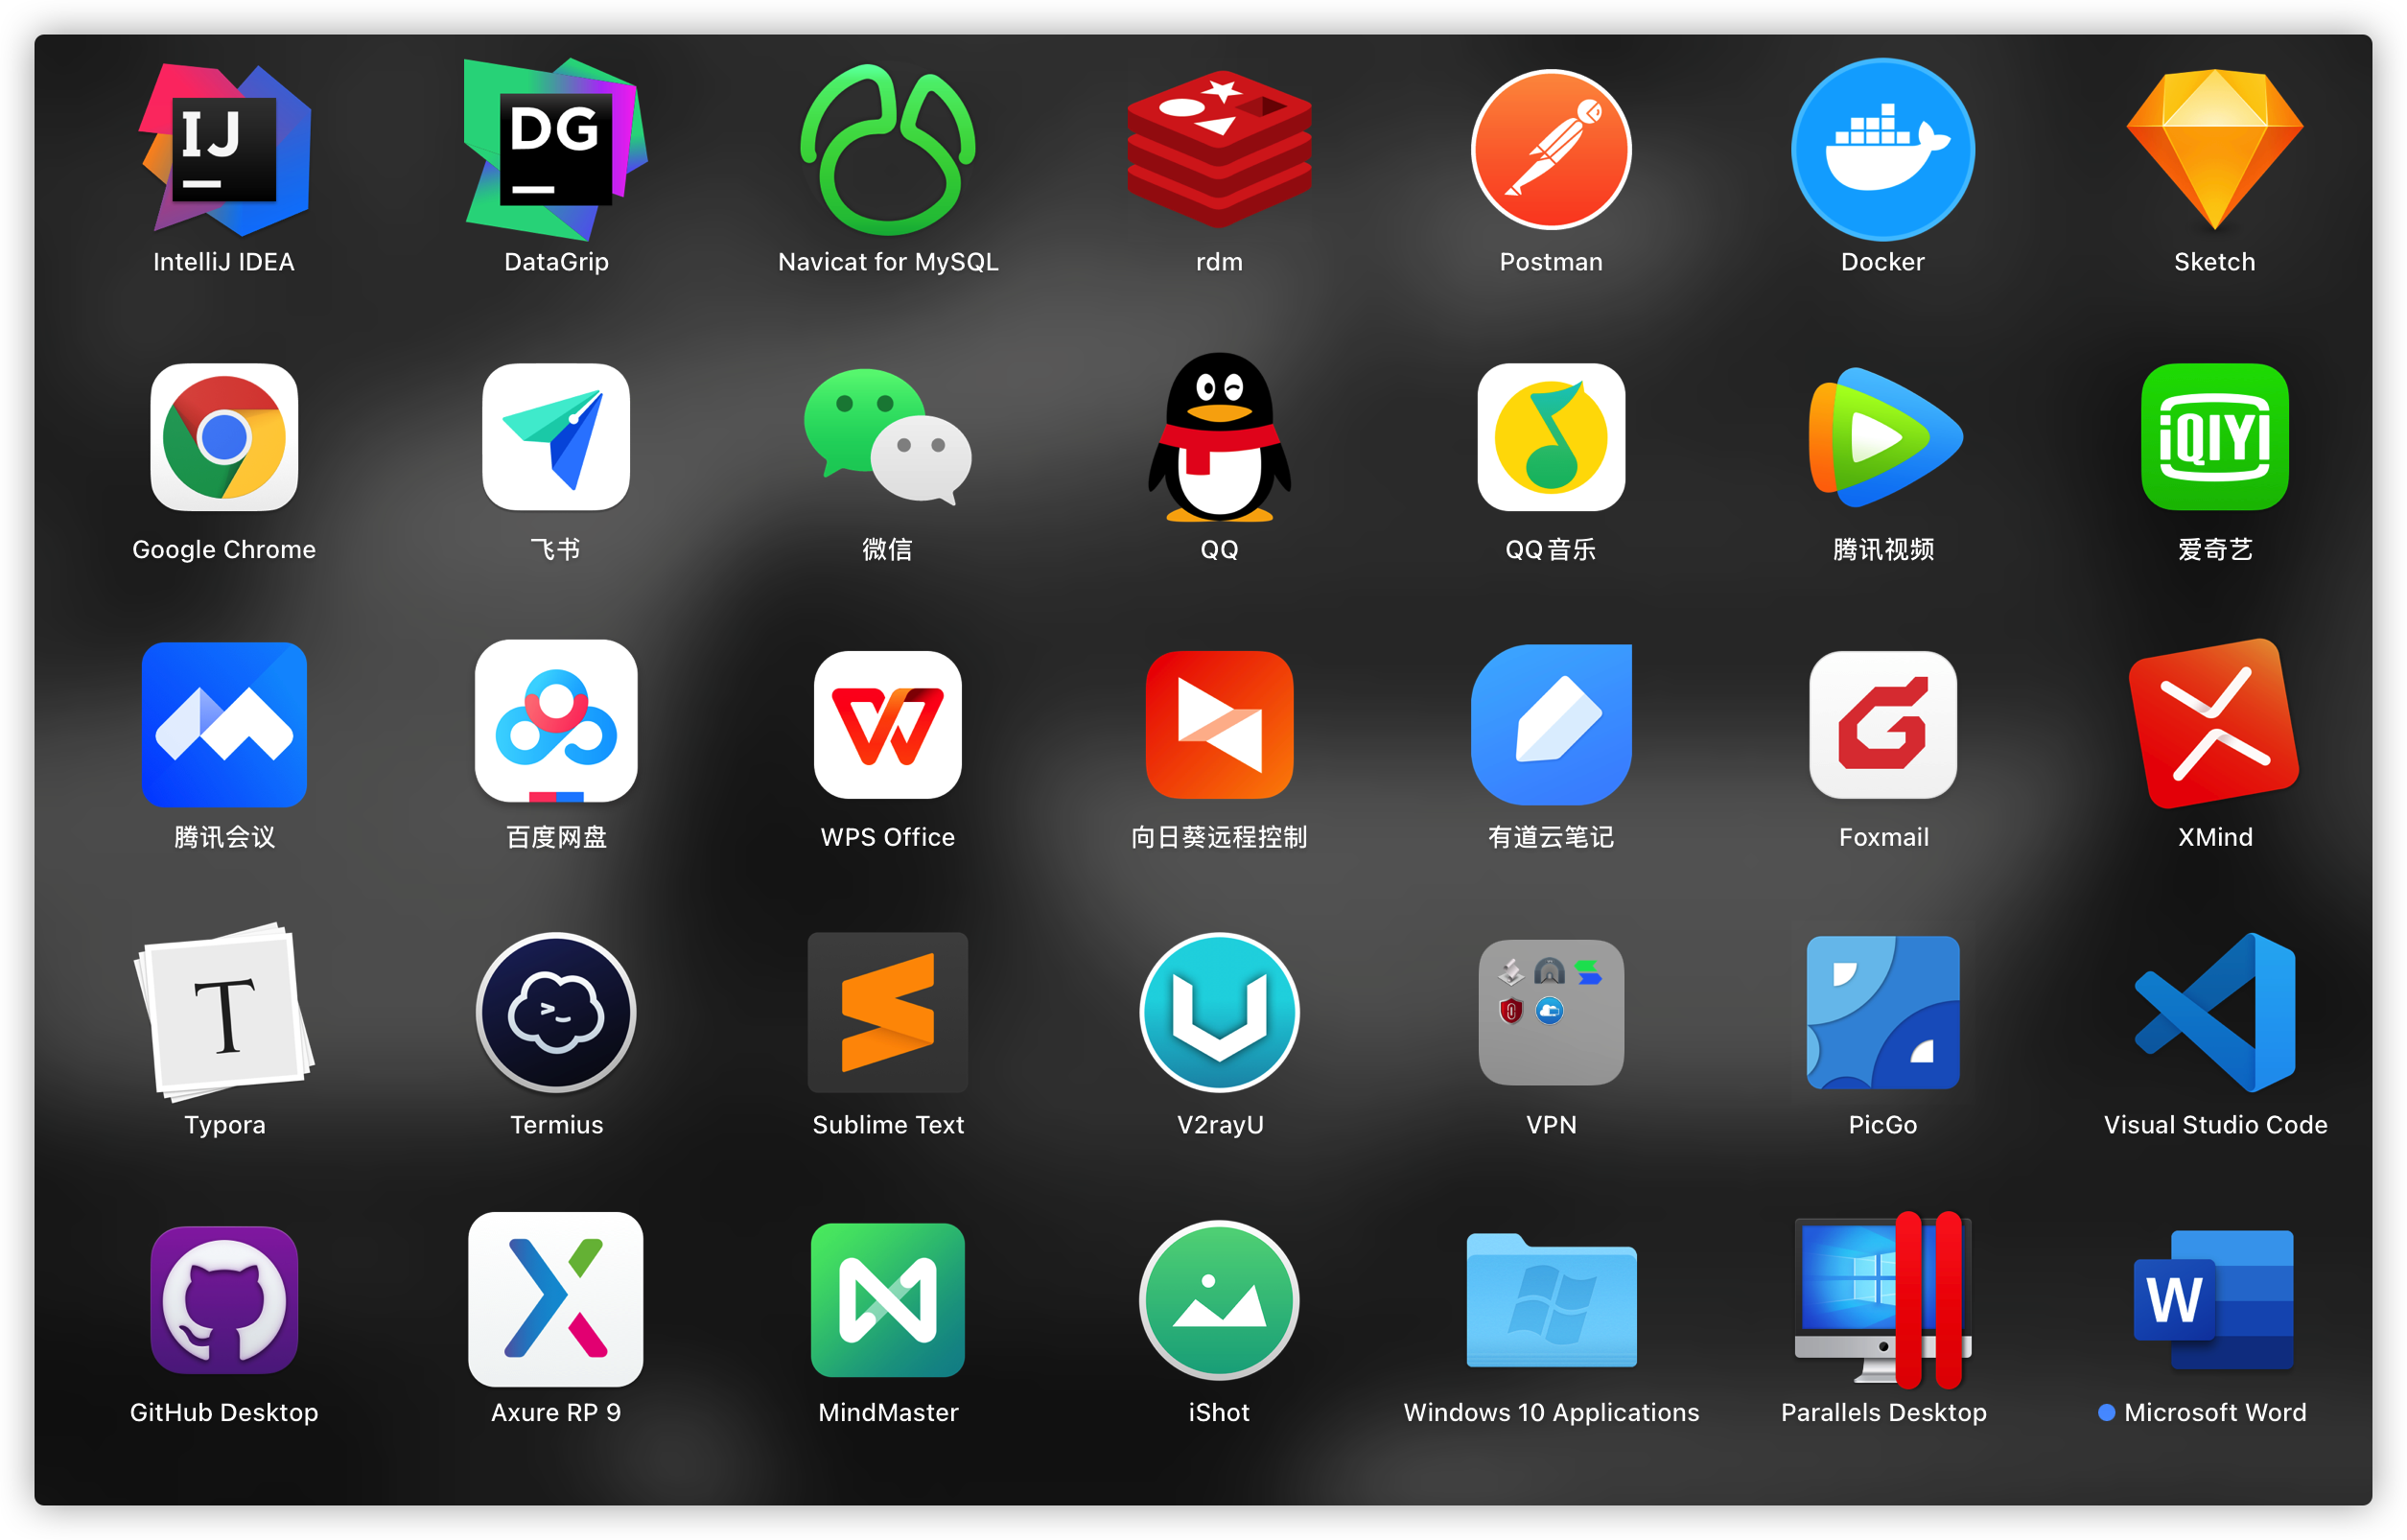 IJ
DG
IntelliJ IDEA
DataGrip
Navicat for MySQL
rdm
Postman
Docker
Sketch
iQIYI
Google Chrome
飞书
微信
QQ
QQ音乐
腾讯视频
爱奇艺
腾讯会议
百度网盘
WPS Office
向日葵远程控制
有道云笔记
Foxmail
XMind
T
>_
Typora
Termius
Sublime Text
V2rayU
VPN
PicGo
Visual Studio Code
W
GitHub Desktop
Axure RP 9
MindMaster
iShot
Windows 10 Applications
Parallels Desktop
Microsoft Word